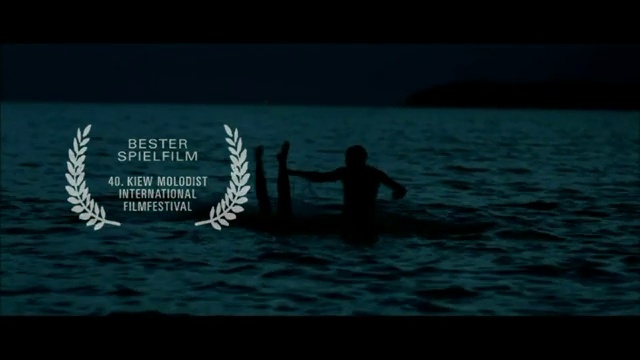 BESTER
SPIELFILM
40. KIEW MOLODIST
INTERNATIONAL
FILMFESTIVAL